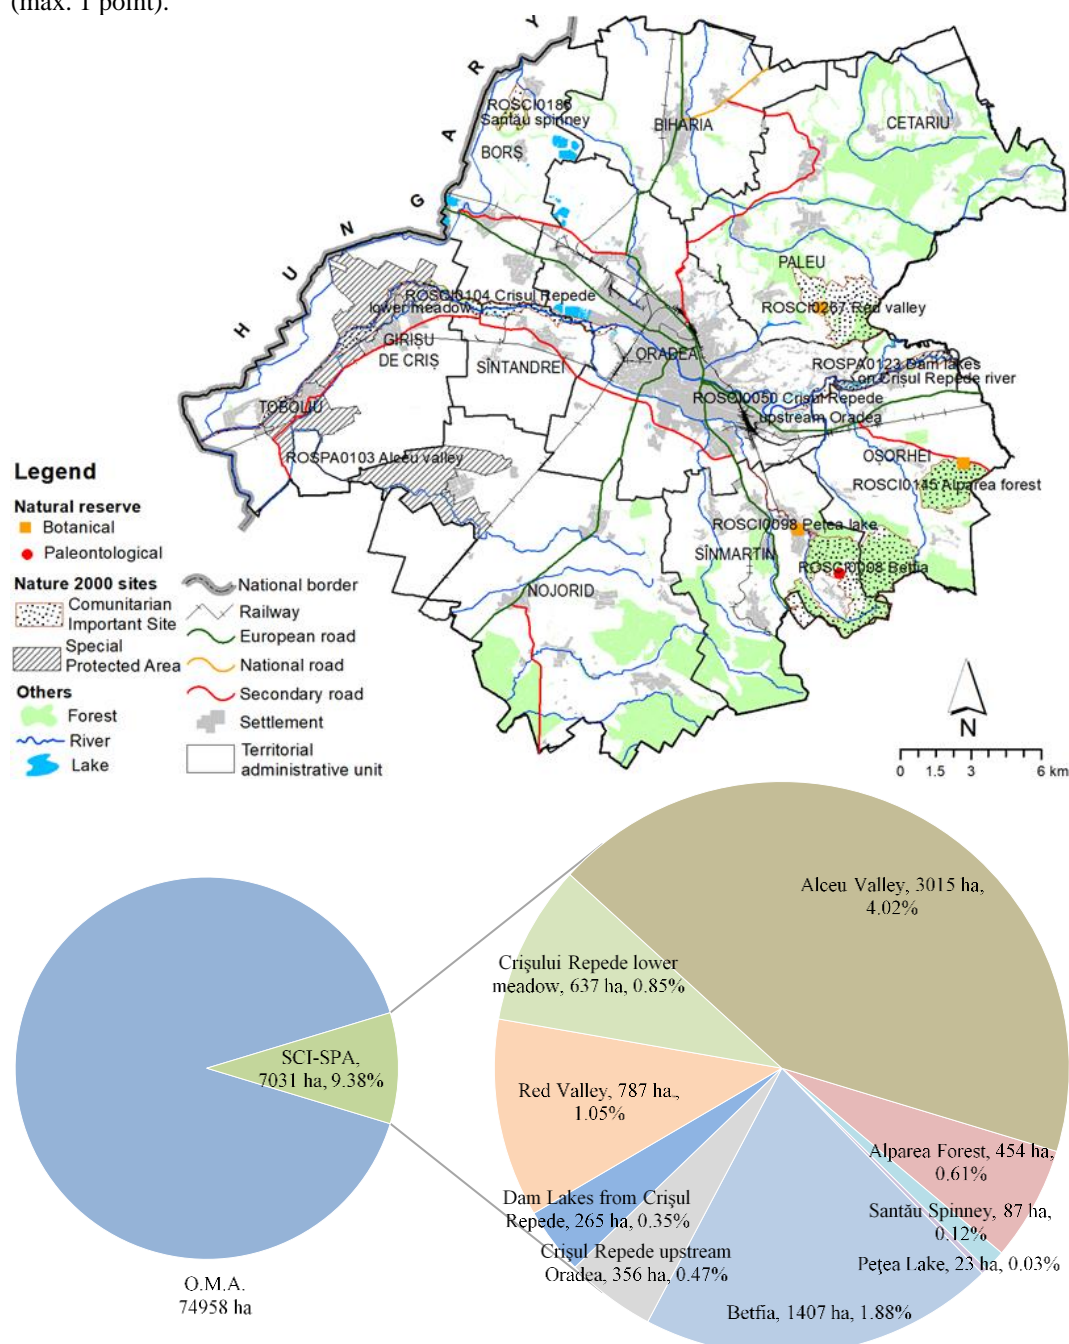 (max. 1 point).
H U N G A R Y
ROSCI0186
Santău spinney
BORȘ
BIHARIA
CETARIU
PALEU
ROSCI0267 Red valley
ROSCI0104 Crișul Repede
lower meadow
GIRIȘU
DE CRIȘ
SÎNTANDREI
ORADEA
ROSPA0123 Dam lakes
on Crișul Repede river
ROSCI0050 Crișul Repede
upstream Oradea
TOBOLIU
ROSPA0103 Alceu valley
OȘORHEI
ROSCI0145 Alparea forest
ROSCI0098 Pețea lake
SÎNMARTIN
ROSCI0008 Betfia
NOJORID
Legend
Natural reserve
Botanical
Paleontological
Nature 2000 sites
Comunitarian
Important Site
Special
Protected Area
Others
Forest
River
Lake
National border
Railway
European road
National road
Secondary road
Settlement
Territorial
administrative unit
N
0 1.5 3 6 km
Alceu Valley, 3015 ha,
4.02%
Crişului Repede lower
meadow, 637 ha, 0.85%
SCI-SPA,
7031 ha, 9.38%
Red Valley, 787 ha,
1.05%
Alparea Forest, 454 ha,
0.61%
Dam Lakes from Crişul
Repede, 265 ha, 0.35%
Santău Spinney, 87 ha,
0.12%
Crişul Repede upstream
Oradea, 356 ha, 0.47%
Peţea Lake, 23 ha, 0.03%
Betfia, 1407 ha, 1.88%
O.M.A.
74958 ha